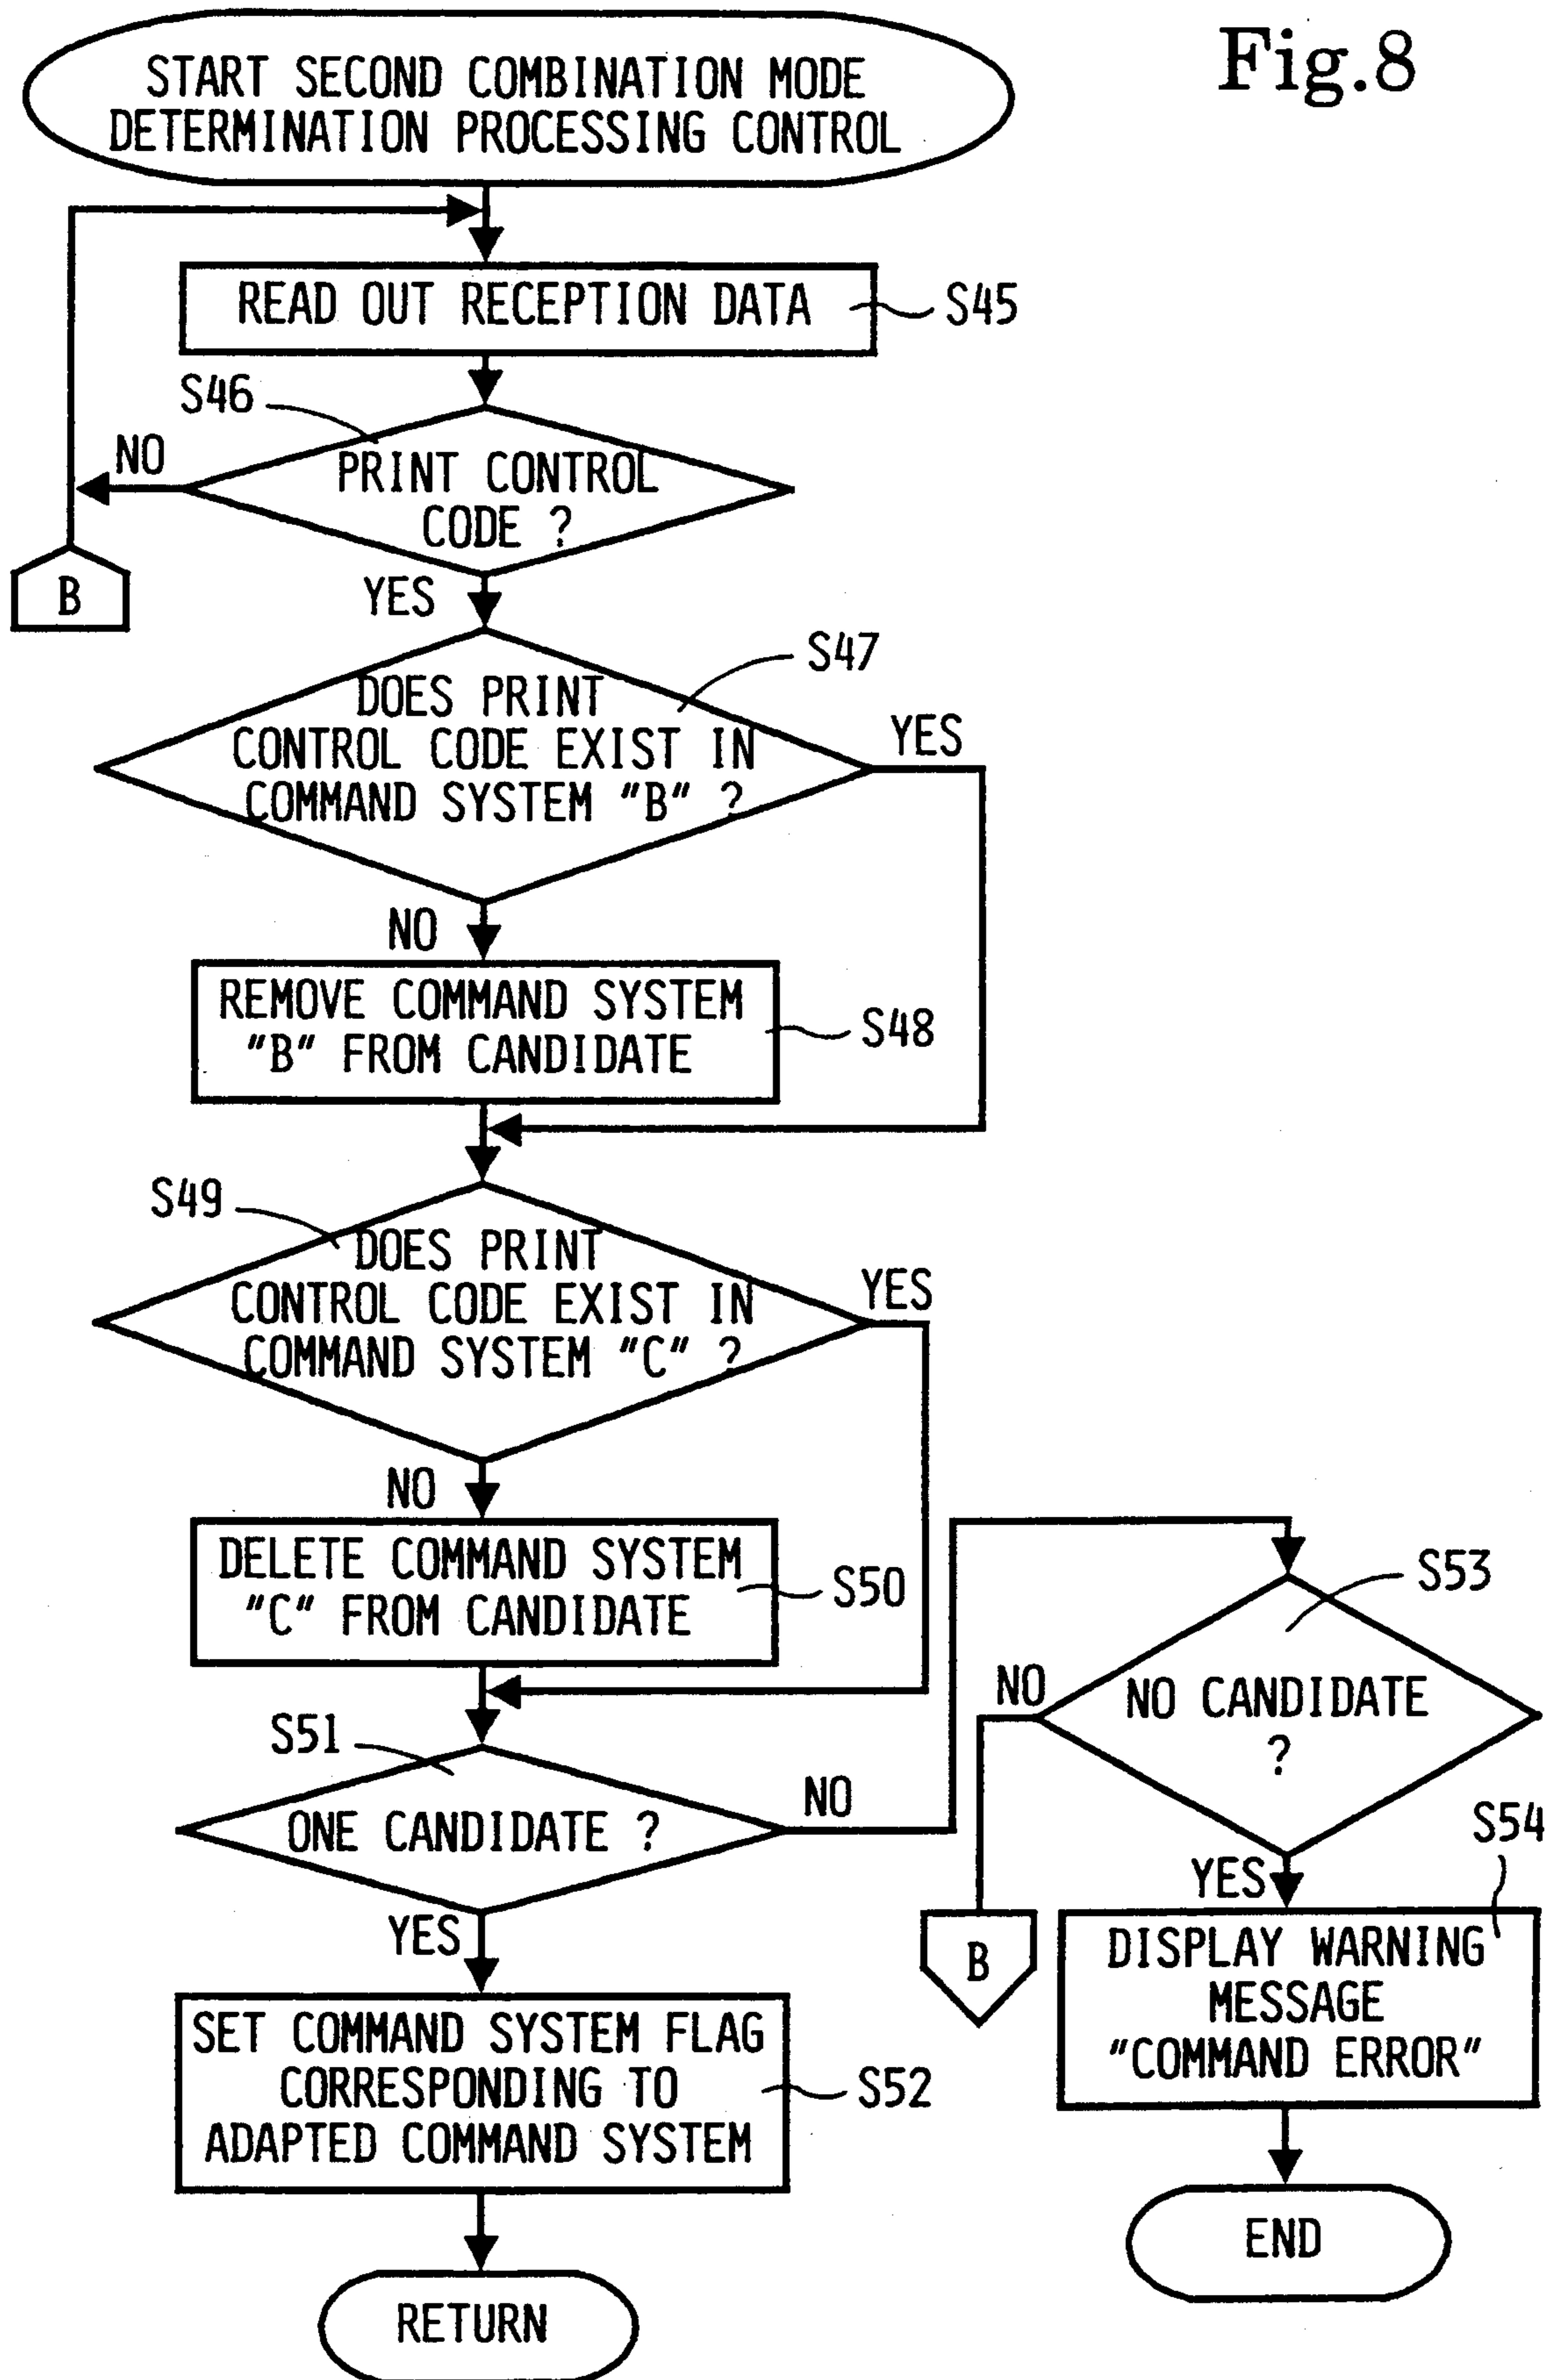 Fig.8
START SECOND COMBINATION MODE
DETERMINATION PROCESSING CONTROL
READ OUT RECEPTION DATA
S45
S46
NO
PRINT CONTROL
CODE ?
B
YES
S47
DOES PRINT
CONTROL CODE EXIST IN
COMMAND SYSTEM "B" ?
YES
NO
REMOVE COMMAND SYSTEM
"B" FROM CANDIDATE
S48
S49
DOES PRINT
CONTROL CODE EXIST IN
COMMAND SYSTEM "C" ?
YES
NO
DELETE COMMAND SYSTEM
"C" FROM CANDIDATE
S50
S51
ONE CANDIDATE ?
NO
YES
SET COMMAND SYSTEM FLAG
CORRESPONDING TO
ADAPTED COMMAND SYSTEM
S52
RETURN
S53
NO CANDIDATE
?
NO
B
YES
S54
DISPLAY WARNING
MESSAGE
"COMMAND ERROR"
END